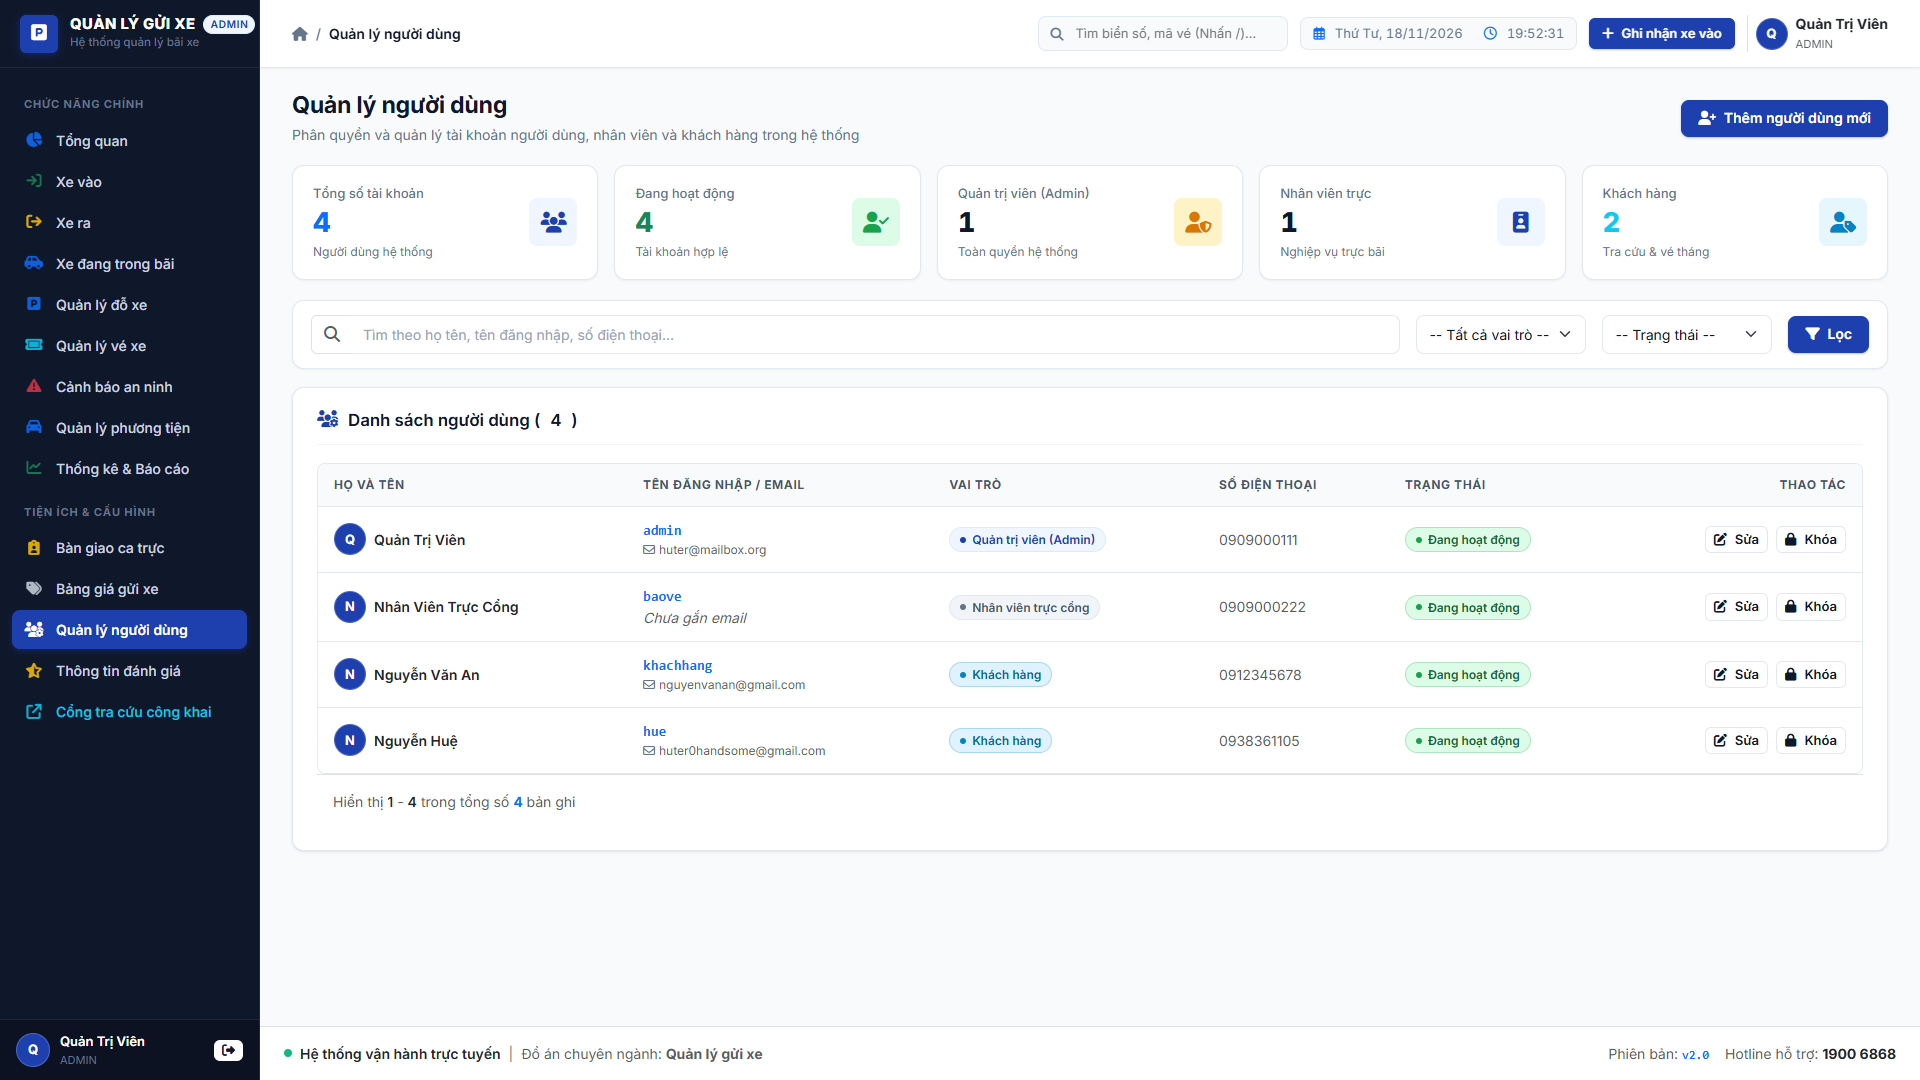 QUẢN LÝ GỬI XE ADMIN
Hệ thống quản lý bãi xe
CHỨC NĂNG CHÍNH
Tổng quan
Xe vào
Xe ra
Xe đang trong bãi
Quản lý đỗ xe
Quản lý vé xe
Cảnh báo an ninh
Quản lý phương tiện
Thống kê & Báo cáo
TIỆN ÍCH & CẤU HÌNH
Bàn giao ca trực
Bảng giá gửi xe
Quản lý người dùng
Thông tin đánh giá
Cổng tra cứu công khai
Q Quản Trị Viên
ADMIN
/ Quản lý người dùng
Tìm biển số, mã vé (Nhấn /)...
Thứ Tư, 18/11/2026 19:52:31
+ Ghi nhận xe vào
Q Quản Trị Viên
ADMIN
Quản lý người dùng
Phân quyền và quản lý tài khoản người dùng, nhân viên và khách hàng trong hệ thống
Thêm người dùng mới
Tổng số tài khoản
4
Người dùng hệ thống
Đang hoạt động
4
Tài khoản hợp lệ
Quản trị viên (Admin)
1
Toàn quyền hệ thống
Nhân viên trực
1
Nghiệp vụ trực bãi
Khách hàng
2
Tra cứu & vé tháng
Tìm theo họ tên, tên đăng nhập, số điện thoại...
-- Tất cả vai trò --
-- Trạng thái --
Lọc
Danh sách người dùng ( 4 )
HỌ VÀ TÊN TÊN ĐĂNG NHẬP / EMAIL VAI TRÒ SỐ ĐIỆN THOẠI TRẠNG THÁI THAO TÁC
Q Quản Trị Viên admin Quản trị viên (Admin) 0909000111 Đang hoạt động Sửa Khóa
huter@mailbox.org
N Nhân Viên Trực Cổng baove Nhân viên trực cổng 0909000222 Đang hoạt động Sửa Khóa
Chưa gắn email
N Nguyễn Văn An khachhang Khách hàng 0912345678 Đang hoạt động Sửa Khóa
nguyenvanan@gmail.com
N Nguyễn Huệ hue Khách hàng 0938361105 Đang hoạt động Sửa Khóa
huter0handsome@gmail.com
Hiển thị 1 - 4 trong tổng số 4 bản ghi
Hệ thống vận hành trực tuyến | Đồ án chuyên ngành: Quản lý gửi xe
Phiên bản: v2.0 Hotline hỗ trợ: 1900 6868